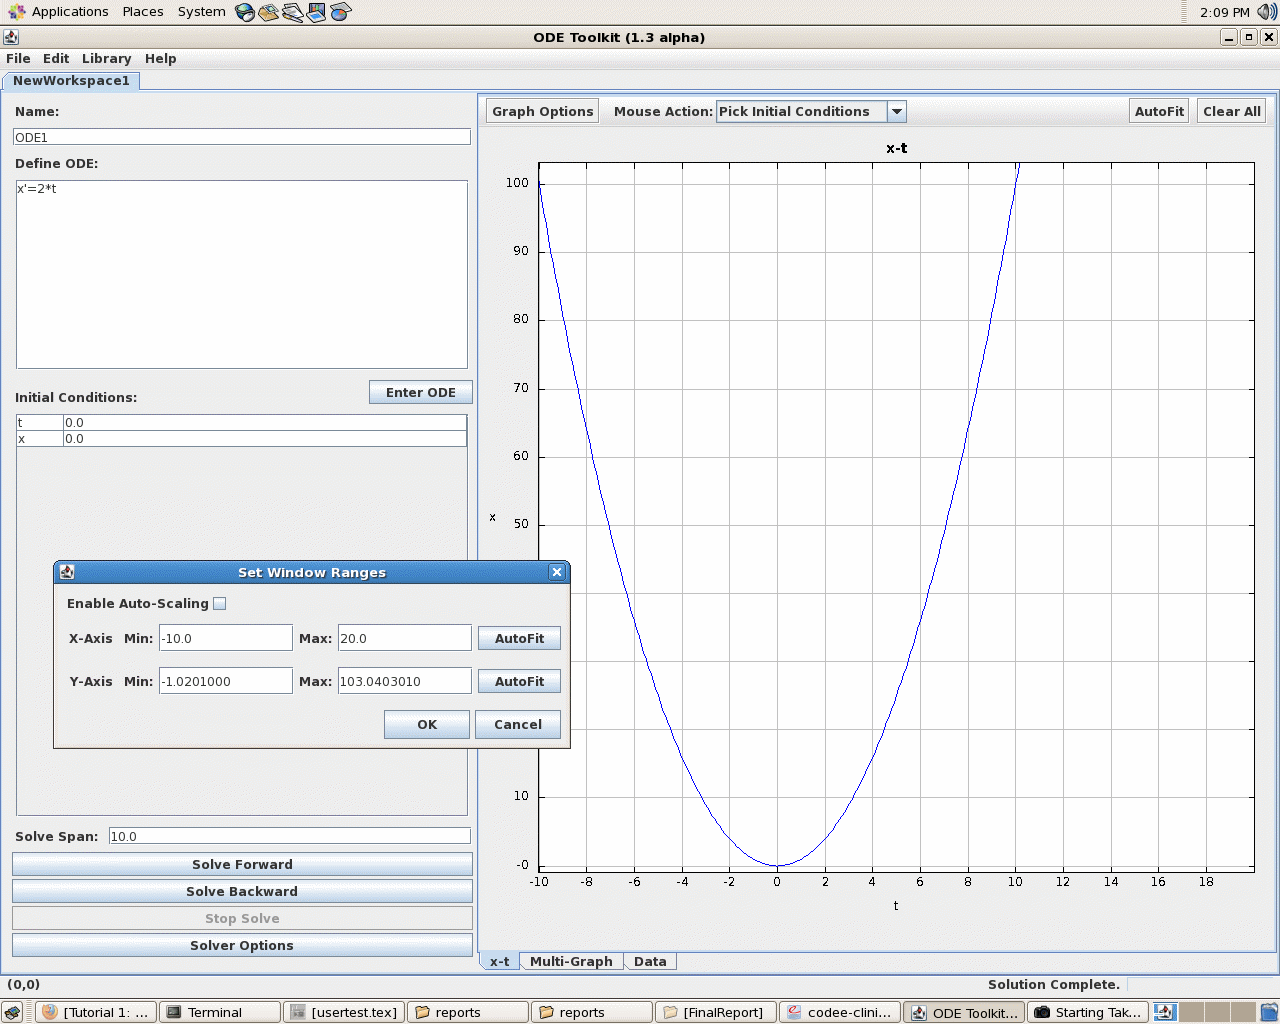 Applications Places System 2:09 PM
ODE Toolkit (1.3 alpha)
File Edit Library Help
NewWorkspace1
Name:
ODE1
Define ODE:
x'=2*t
Enter ODE
Initial Conditions:
t 0.0
x 0.0
Graph Options Mouse Action: Pick Initial Conditions AutoFit Clear All
x-t
100
90
80
70
60
x 50
10
-0
-10 -8 -6 -4 -2 0 2 4 6 8 10 12 14 16 18
t
Set Window Ranges
Enable Auto-Scaling
X-Axis Min: -10.0 Max: 20.0 AutoFit
Y-Axis Min: -1.0201000 Max: 103.0403010 AutoFit
OK Cancel
Solve Span: 10.0
Solve Forward
Solve Backward
Stop Solve
Solver Options
x-t Multi-Graph Data
(0,0) Solution Complete.
[Tutorial 1: ... Terminal [usertest.tex] reports reports [FinalReport] codee-clini... ODE Toolkit... Starting Tak...